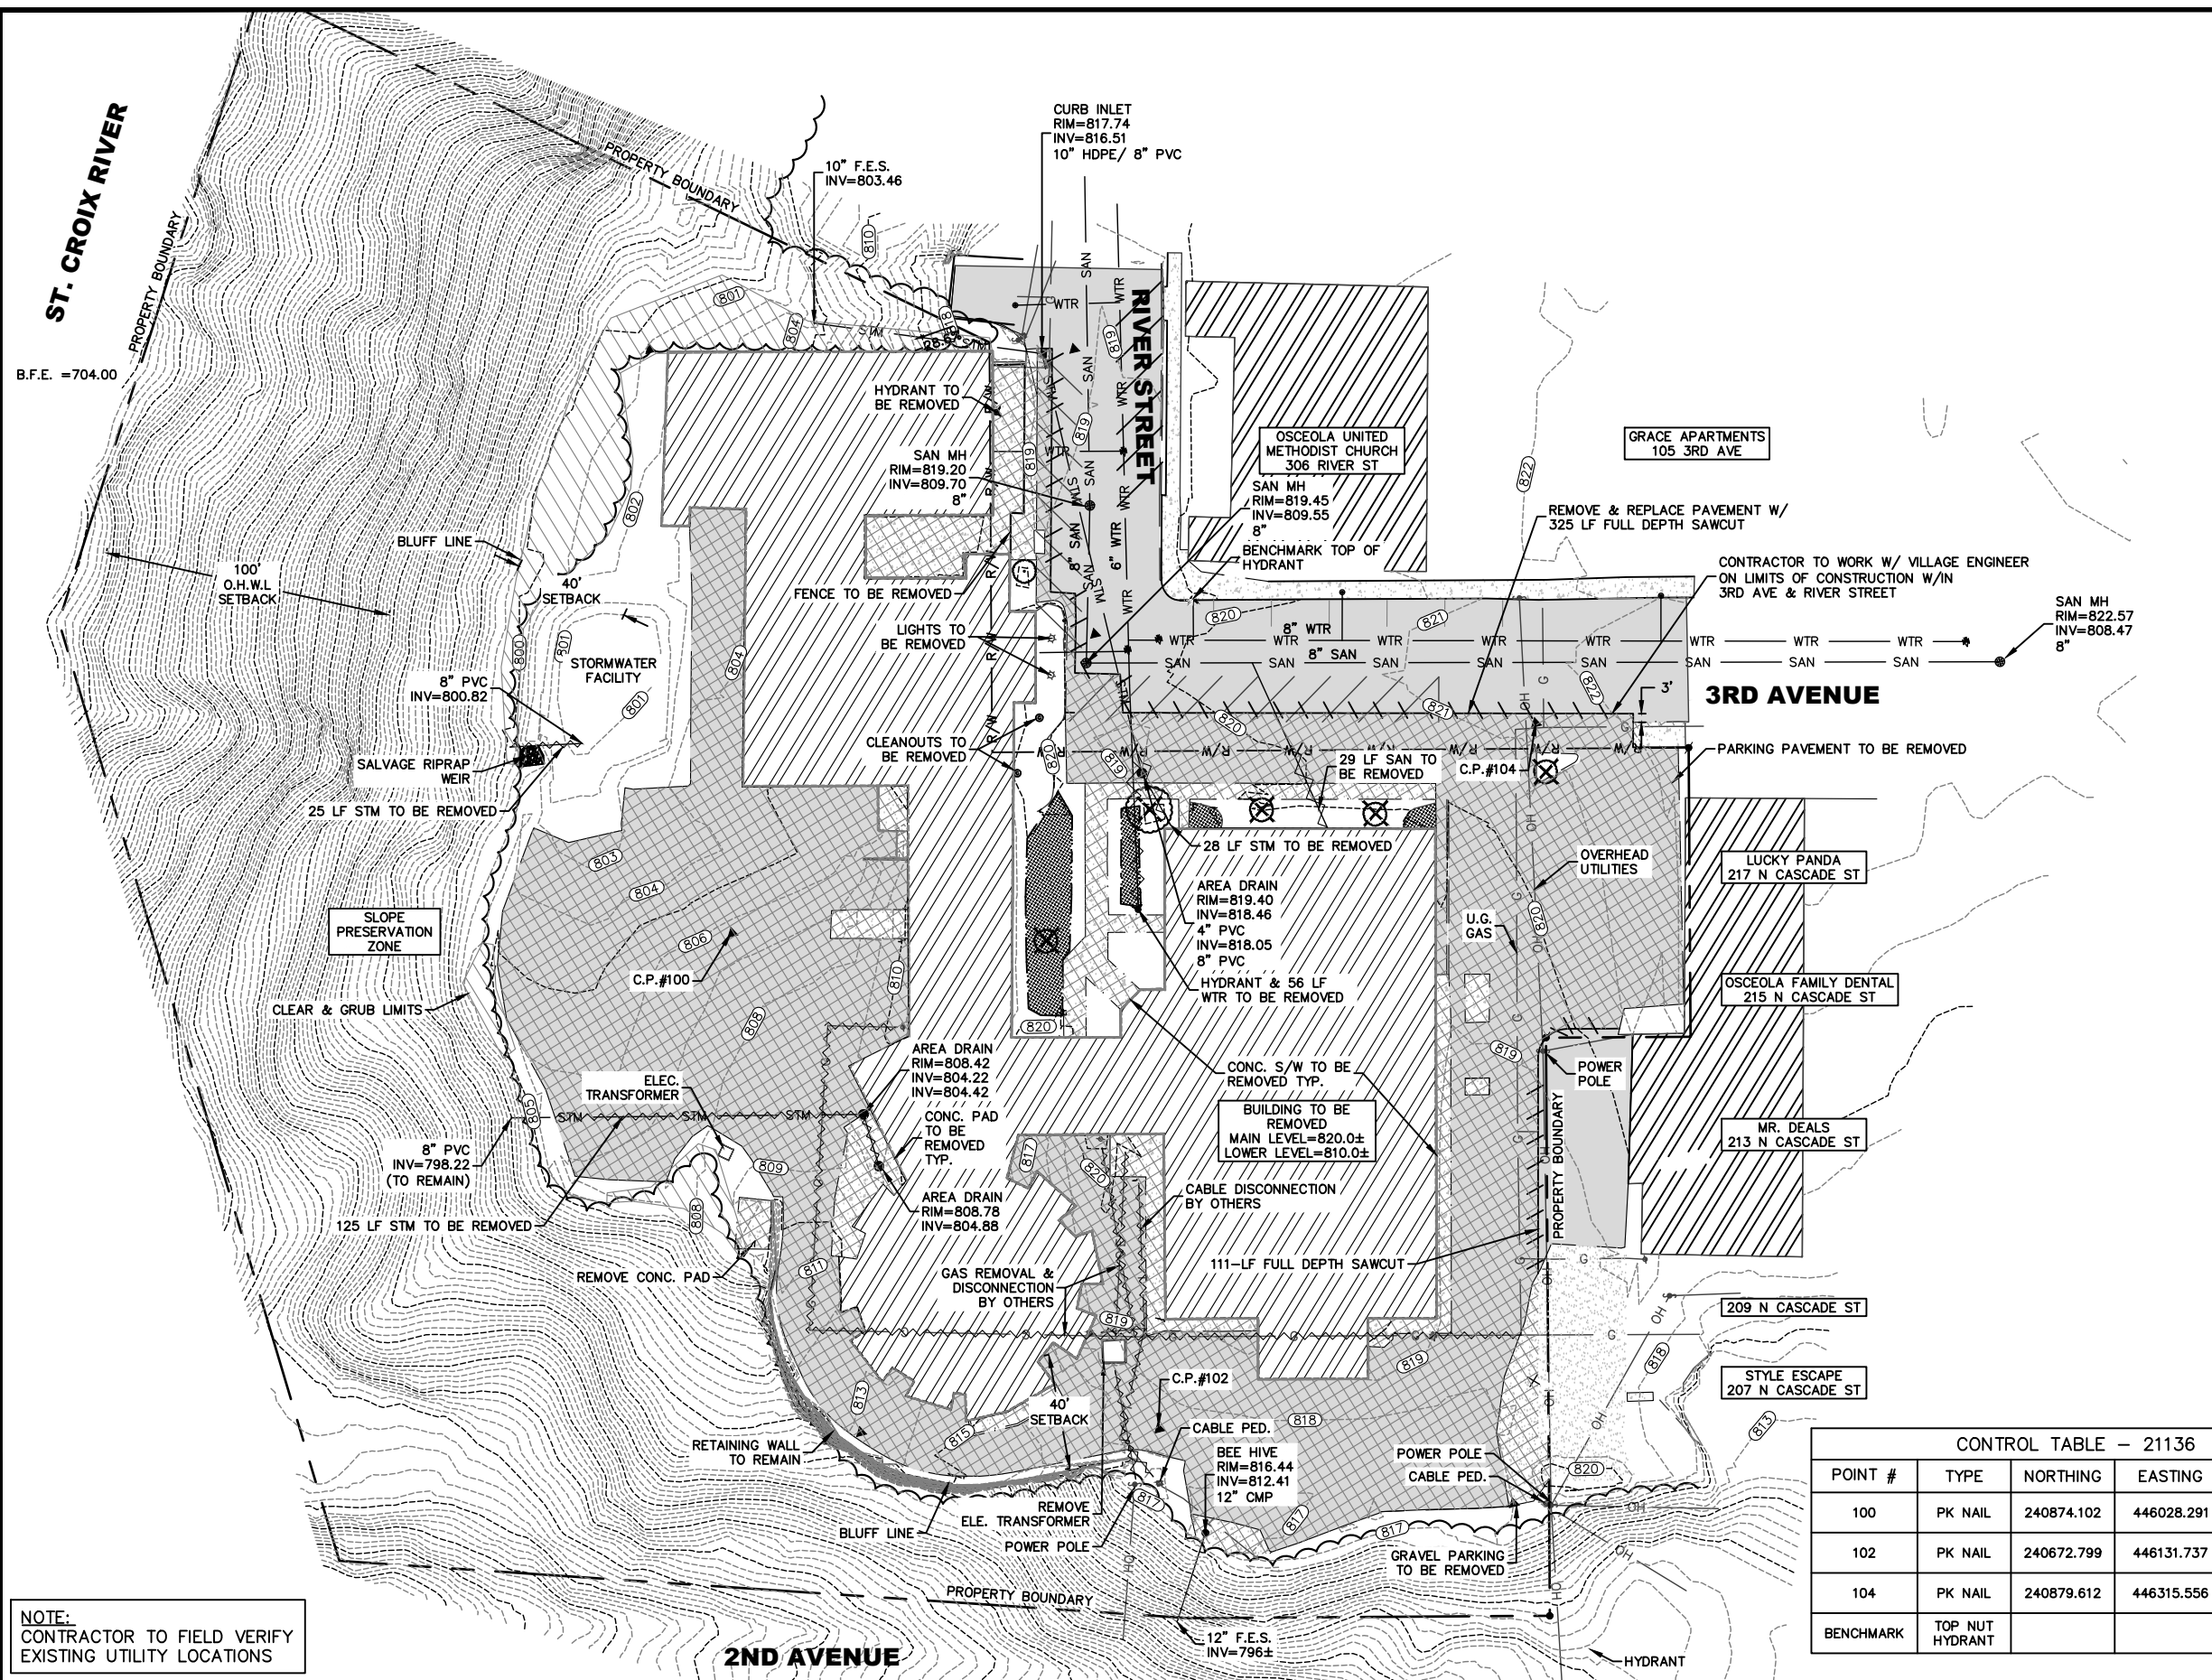 ST. CROIX RIVER
PROPERTY BOUNDARY
PROPERTY BOUNDARY
B.F.E. =704.00
10" F.E.S.
INV=803.46
CURB INLET
RIM=817.74
INV=816.51
10" HDPE/ 8" PVC
RIVER STREET
HYDRANT TO
BE REMOVED
SAN MH
RIM=819.20
INV=809.70
8"
OSCEOLA UNITED
METHODIST CHURCH
306 RIVER ST
SAN MH
RIM=819.45
INV=809.55
8"
BENCHMARK TOP OF
HYDRANT
GRACE APARTMENTS
105 3RD AVE
REMOVE & REPLACE PAVEMENT W/
325 LF FULL DEPTH SAWCUT
CONTRACTOR TO WORK W/ VILLAGE ENGINEER
ON LIMITS OF CONSTRUCTION W/IN
3RD AVE & RIVER STREET
SAN MH
RIM=822.57
INV=808.47
8"
BLUFF LINE
100'
O.H.W.L
SETBACK
40'
SETBACK
FENCE TO BE REMOVED
8" SAN
6" WTR
8" WTR
8" SAN
LIGHTS TO
BE REMOVED
STORMWATER
FACILITY
8" PVC
INV=800.82
3'
3RD AVENUE
CLEANOUTS TO
BE REMOVED
SALVAGE RIPRAP
WEIR
25 LF STM TO BE REMOVED
29 LF SAN TO
BE REMOVED
C.P.#104
PARKING PAVEMENT TO BE REMOVED
28 LF STM TO BE REMOVED
OVERHEAD
UTILITIES
LUCKY PANDA
217 N CASCADE ST
AREA DRAIN
RIM=819.40
INV=818.46
4" PVC
INV=818.05
8" PVC
U.G.
GAS
SLOPE
PRESERVATION
ZONE
C.P.#100
HYDRANT & 56 LF
WTR TO BE REMOVED
OSCEOLA FAMILY DENTAL
215 N CASCADE ST
CLEAR & GRUB LIMITS
AREA DRAIN
RIM=808.42
INV=804.22
INV=804.42
ELEC.
TRANSFORMER
CONC. S/W TO BE
REMOVED TYP.
POWER
POLE
CONC. PAD
TO BE
REMOVED
TYP.
BUILDING TO BE
REMOVED
MAIN LEVEL=820.0±
LOWER LEVEL=810.0±
MR. DEALS
213 N CASCADE ST
PROPERTY BOUNDARY
8" PVC
INV=798.22
(TO REMAIN)
AREA DRAIN
RIM=808.78
INV=804.88
CABLE DISCONNECTION
BY OTHERS
125 LF STM TO BE REMOVED
REMOVE CONC. PAD
GAS REMOVAL &
DISCONNECTION
BY OTHERS
111-LF FULL DEPTH SAWCUT
209 N CASCADE ST
STYLE ESCAPE
207 N CASCADE ST
C.P.#102
40'
SETBACK
CABLE PED.
RETAINING WALL
TO REMAIN
BEE HIVE
RIM=816.44
INV=812.41
12" CMP
POWER POLE
CABLE PED.
REMOVE
ELE. TRANSFORMER
BLUFF LINE
POWER POLE
GRAVEL PARKING
TO BE REMOVED
PROPERTY BOUNDARY
12" F.E.S.
INV=796±
2ND AVENUE
HYDRANT
NOTE:
CONTRACTOR TO FIELD VERIFY
EXISTING UTILITY LOCATIONS
CONTROL TABLE - 21136
POINT # TYPE NORTHING EASTING
100 PK NAIL 240874.102 446028.291
102 PK NAIL 240672.799 446131.737
104 PK NAIL 240879.612 446315.556
BENCHMARK TOP NUT
HYDRANT